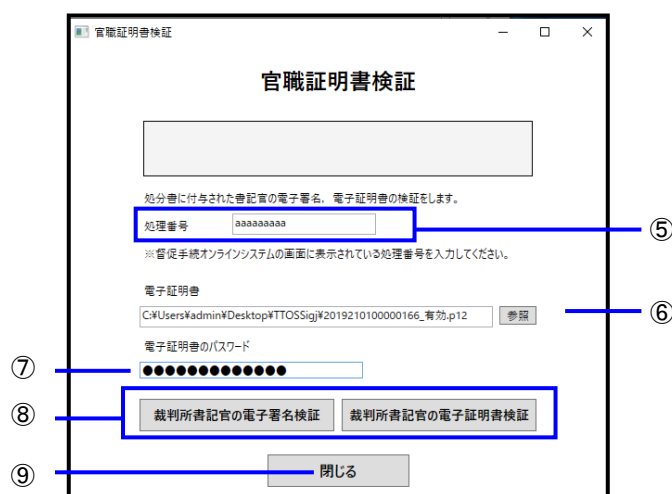 官職証明書検証
官職証明書検証
処分書に付与された書記官の電子署名，電子証明書の検証をします。
処理番号 aaaaaaaaa
⑤
※督促手続オンラインシステムの画面に表示されている処理番号を入力してください。
電子証明書
C:¥Users¥admin¥Desktop¥TTOSSigj¥2019210100000166_有効.p12 参照
⑥
電子証明書のパスワード
⑦ ●●●●●●●●●●●●●
⑧ 裁判所書記官の電子署名検証 裁判所書記官の電子証明書検証
⑨ 閉じる